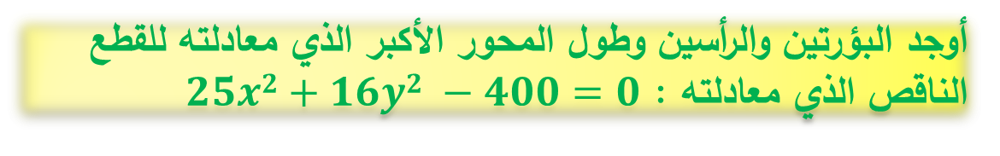 أوجد البؤرتين والرأسين وطول المحور الأكبر الذي معادلته للقطع
الناقص الذي معادلته : 25x² + 16y² − 400 = 0